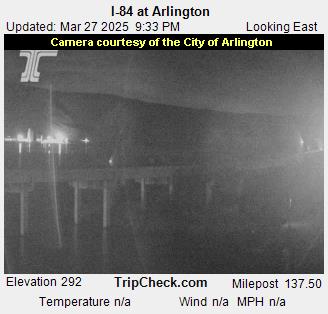 I-84 at Arlington
Updated: Mar 27 2025 9:33 PM Looking East
Camera courtesy of the City of Arlington
Elevation 292 TripCheck.com Milepost 137.50
Temperature n/a Wind n/a MPH n/a